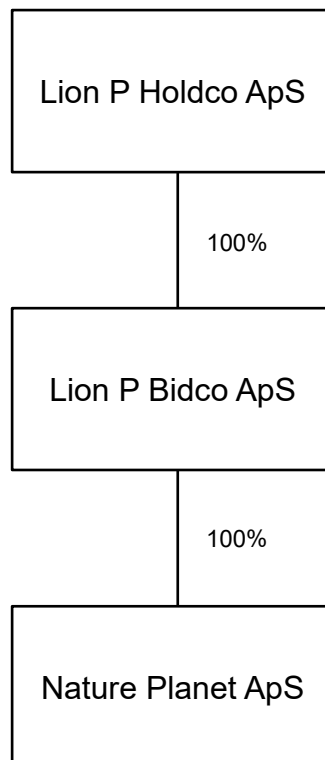 Lion P Holdco ApS
100%
Lion P Bidco ApS
100%
Nature Planet ApS